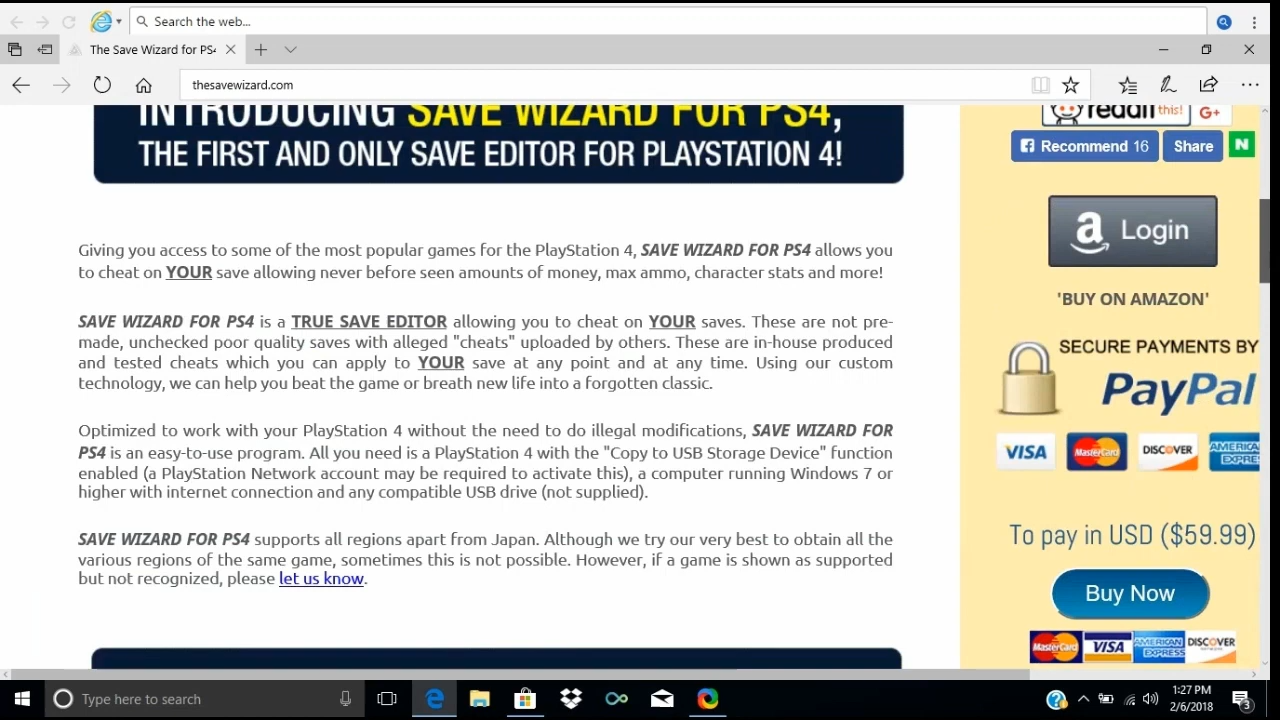 Search the web...
The Save Wizard for PS4
thesavewizard.com
INTRODUCING SAVE WIZARD FOR PS4,
THE FIRST AND ONLY SAVE EDITOR FOR PLAYSTATION 4!
Giving you access to some of the most popular games for the PlayStation 4, SAVE WIZARD FOR PS4 allows you
to cheat on YOUR save allowing never before seen amounts of money, max ammo, character stats and more!
SAVE WIZARD FOR PS4 is a TRUE SAVE EDITOR allowing you to cheat on YOUR saves. These are not pre-
made, unchecked poor quality saves with alleged "cheats" uploaded by others. These are in-house produced
and tested cheats which you can apply to YOUR save at any point and at any time. Using our custom
technology, we can help you beat the game or breath new life into a forgotten classic.
Optimized to work with your PlayStation 4 without the need to do illegal modifications, SAVE WIZARD FOR
PS4 is an easy-to-use program. All you need is a PlayStation 4 with the "Copy to USB Storage Device" function
enabled (a PlayStation Network account may be required to activate this), a computer running Windows 7 or
higher with internet connection and any compatible USB drive (not supplied).
SAVE WIZARD FOR PS4 supports all regions apart from Japan. Although we try our very best to obtain all the
various regions of the same game, sometimes this is not possible. However, if a game is shown as supported
but not recognized, please let us know.
reddit this! G+
Recommend 16 Share N
a Login
'BUY ON AMAZON'
SECURE PAYMENTS BY
PayPal
VISA MasterCard DISCOVER AMERICAN EXPRESS
To pay in USD ($59.99)
Buy Now
MasterCard VISA AMERICAN EXPRESS DISCOVER
Type here to search
1:27 PM
2/6/2018
3